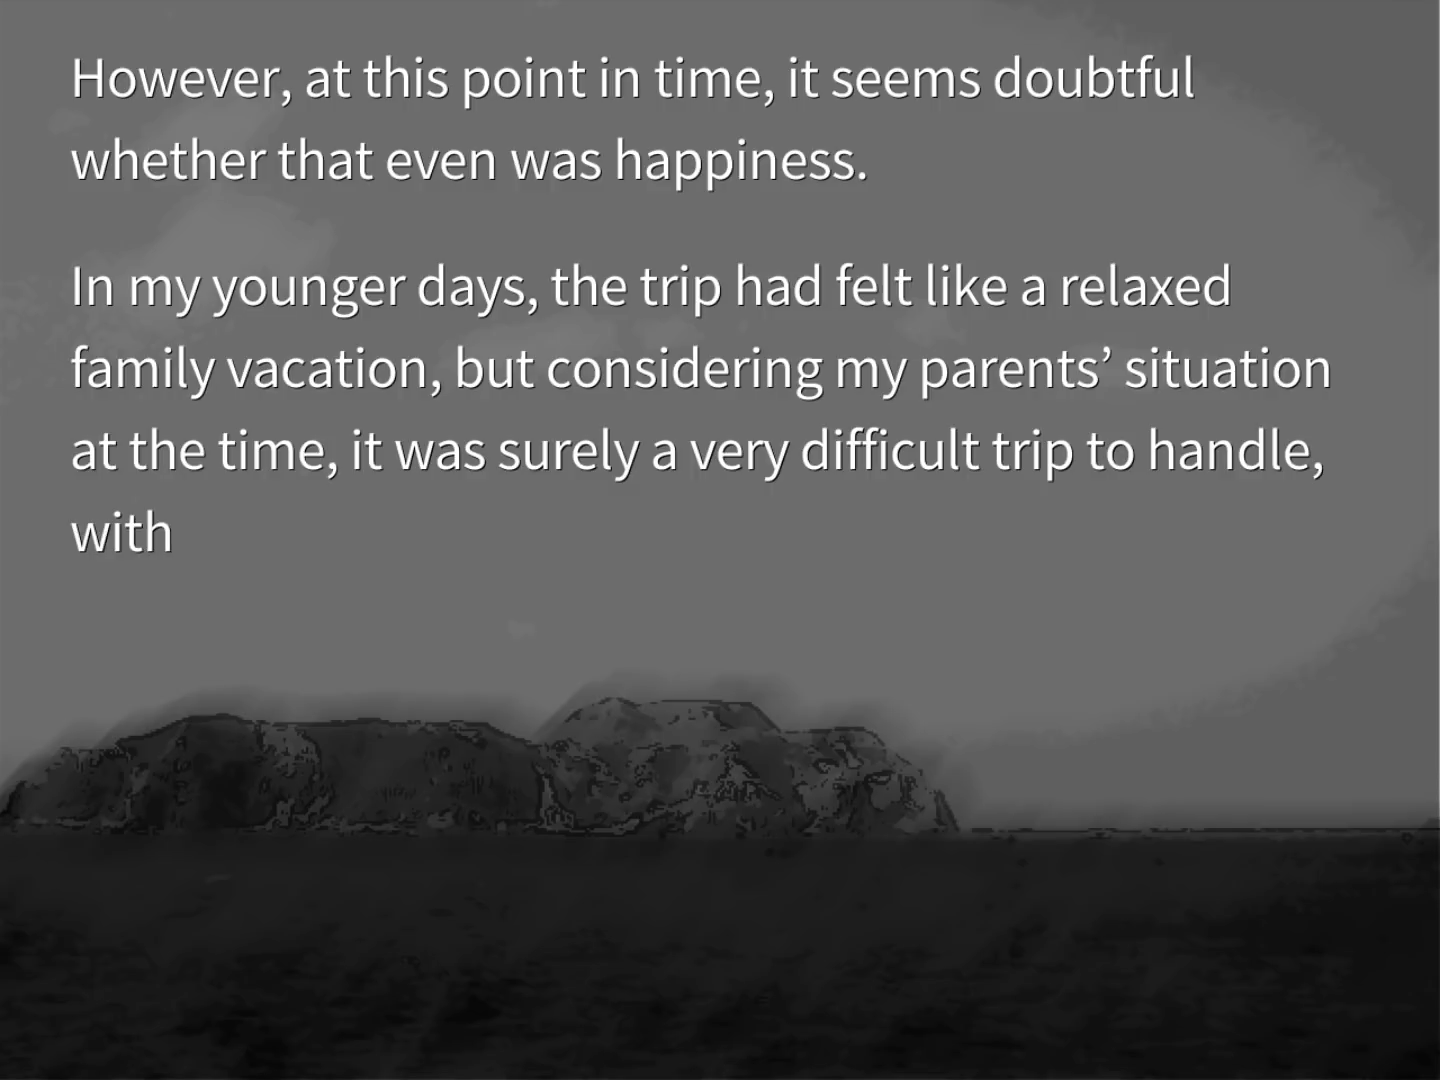 However, at this point in time, it seems doubtful
whether that even was happiness.
In my younger days, the trip had felt like a relaxed
family vacation, but considering my parents’ situation
at the time, it was surely a very difficult trip to handle,
with